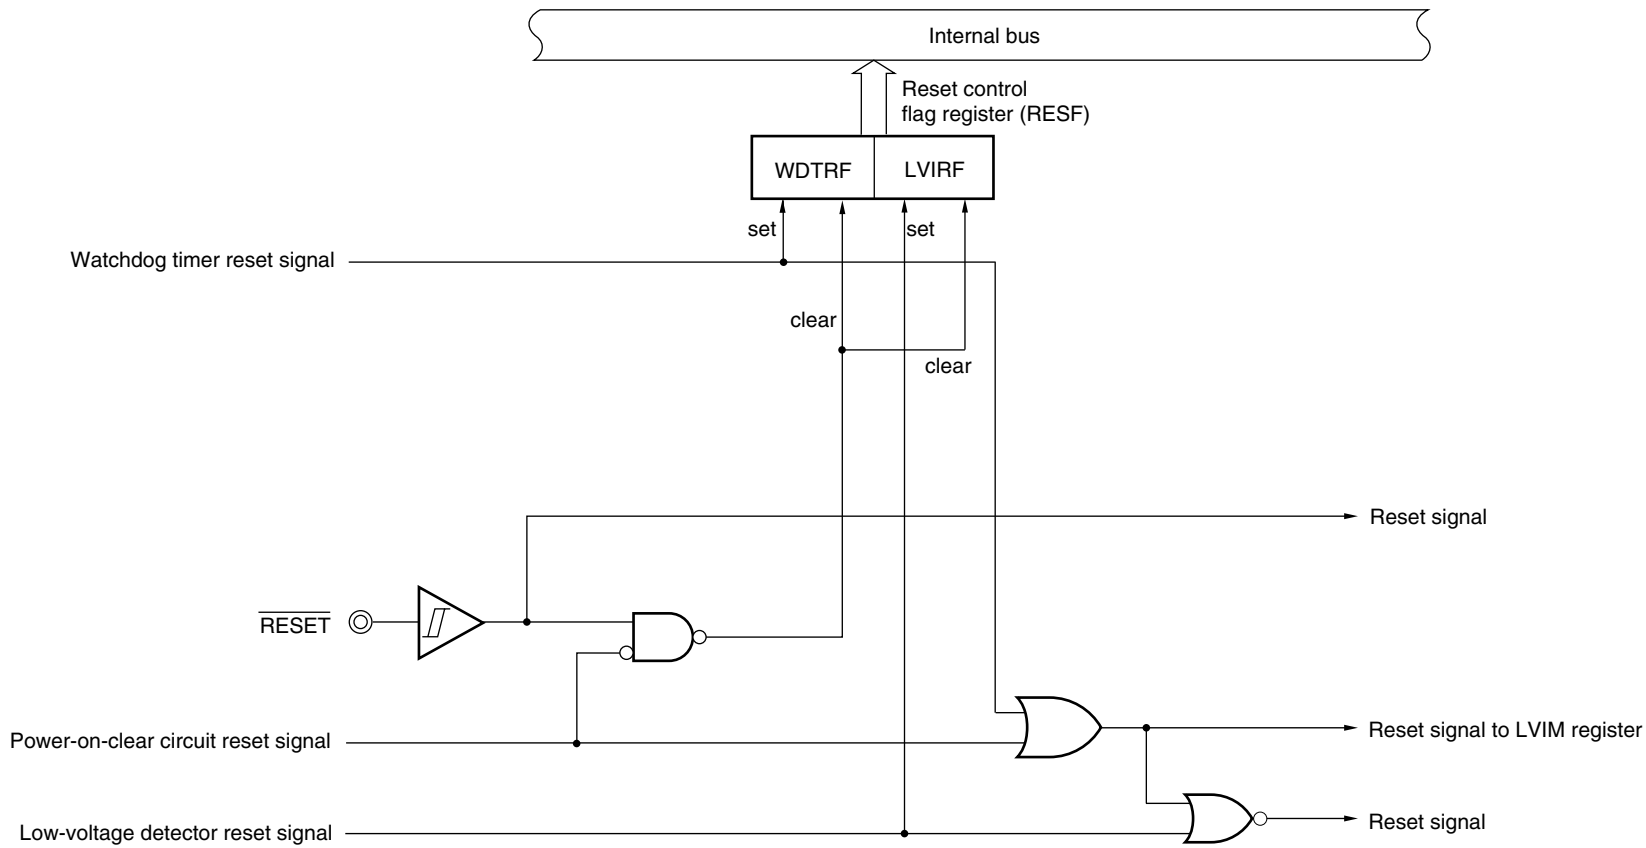 Internal bus
Reset control
flag register (RESF)
WDTRF
LVIRF
set
set
Watchdog timer reset signal
clear
clear
Reset signal
RESET
Power-on-clear circuit reset signal
Reset signal to LVIM register
Low-voltage detector reset signal
Reset signal